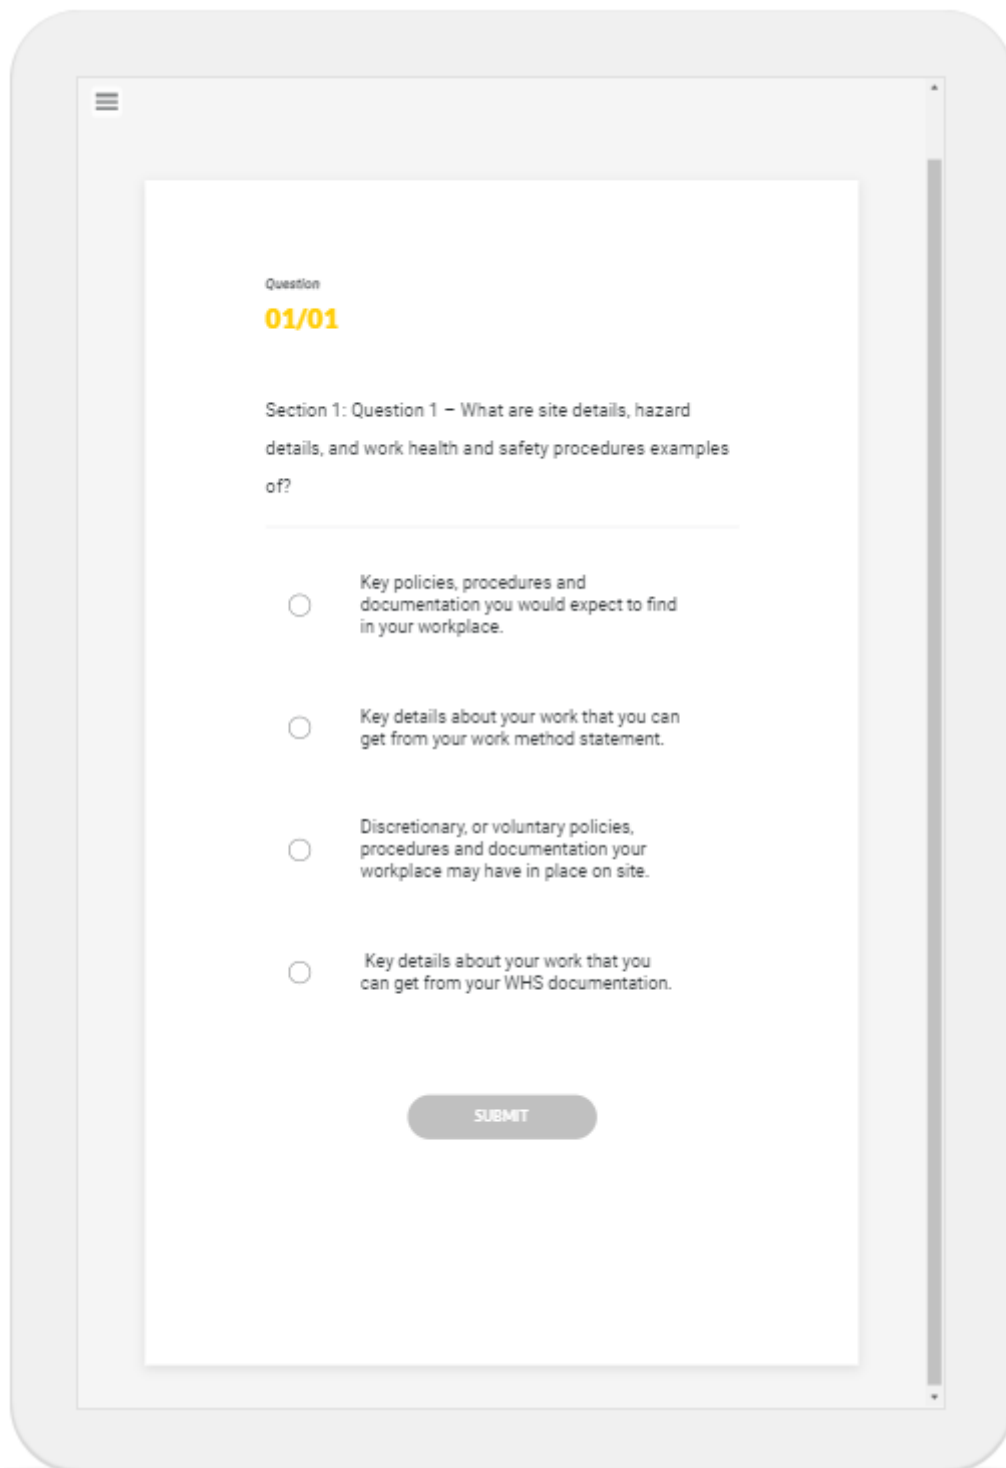 Question
01/01
Section 1: Question 1 – What are site details, hazard
details, and work health and safety procedures examples
of?
Key policies, procedures and
documentation you would expect to find
in your workplace.
Key details about your work that you can
get from your work method statement.
Discretionary, or voluntary policies,
procedures and documentation your
workplace may have in place on site.
Key details about your work that you
can get from your WHS documentation.
SUBMIT